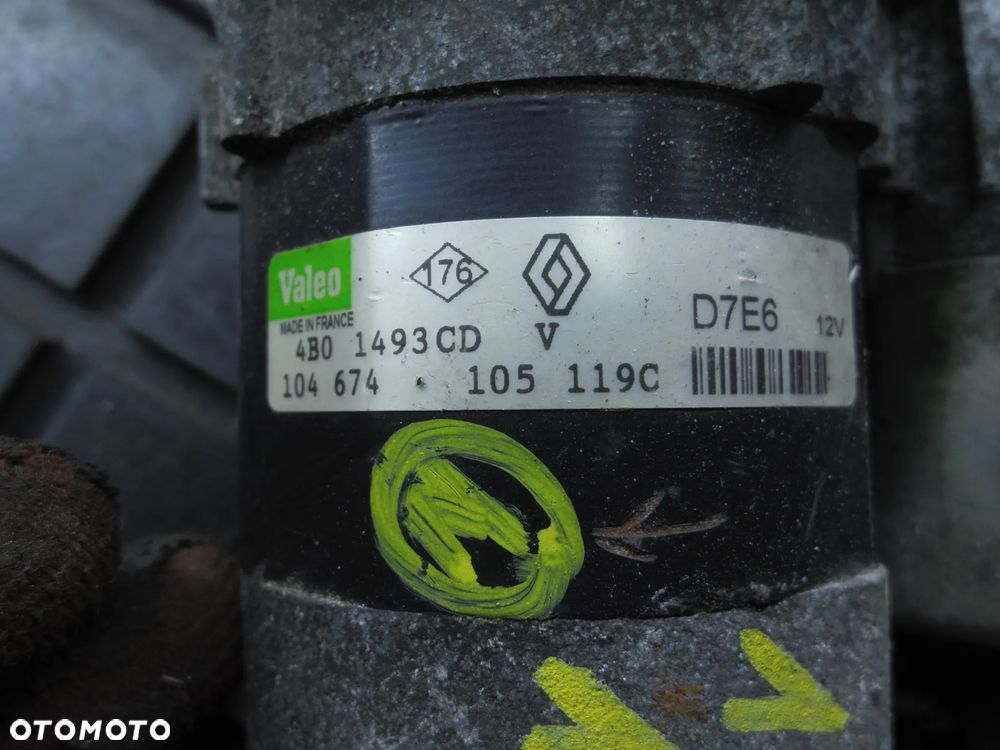 Valeo
MADE IN FRANCE
176
V
D7E6 12V
4B0 1493CD
104 674 105 119C
OTOMOTO